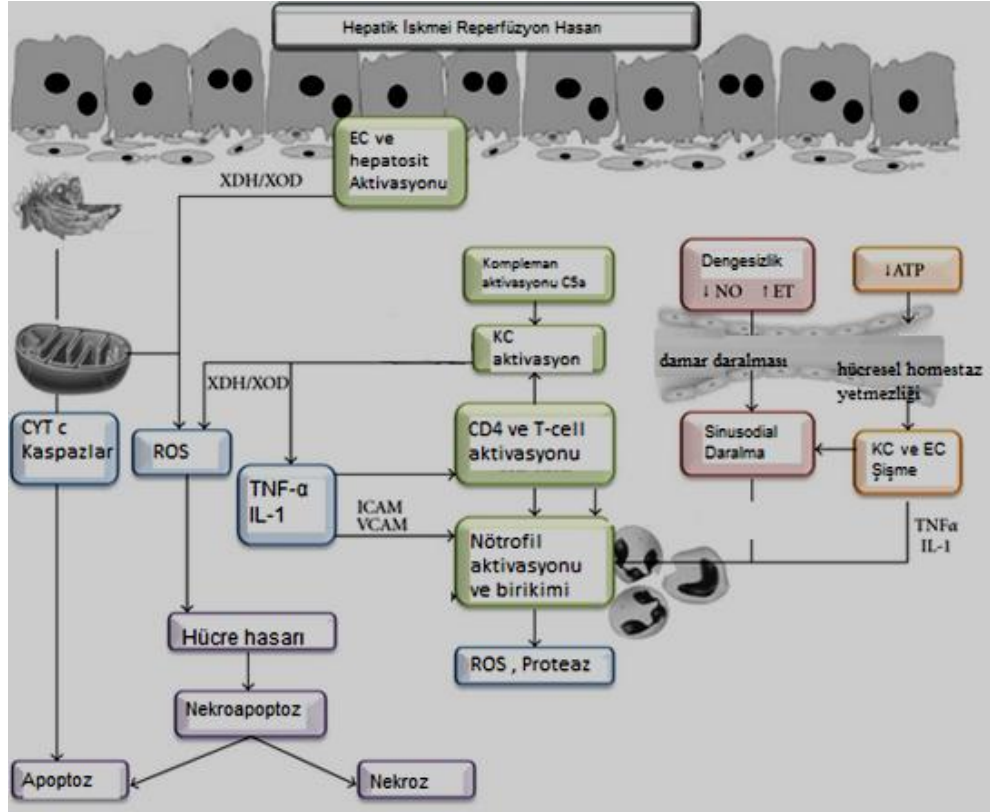 Hepatik İskmei Reperfüzyon Hasarı
EC ve
hepatosit
Aktivasyonu
XDH/XOD
Kompleman
aktivasyonu C5a
Dengesizlik
↓ NO ↑ ET
↓ATP
KC
aktivasyon
damar daralması
hücresel homestaz
yetmezliği
XDH/XOD
CYT c
Kaspazlar
ROS
CD4 ve T-cell
aktivasyonu
Sinusodial
Daralma
KC ve EC
Şişme
TNF-α
IL-1
ICAM
VCAM
TNFα
IL-1
Nötrofil
aktivasyonu
ve birikimi
Hücre hasarı
ROS , Proteaz
Nekroapoptoz
Apoptoz
Nekroz